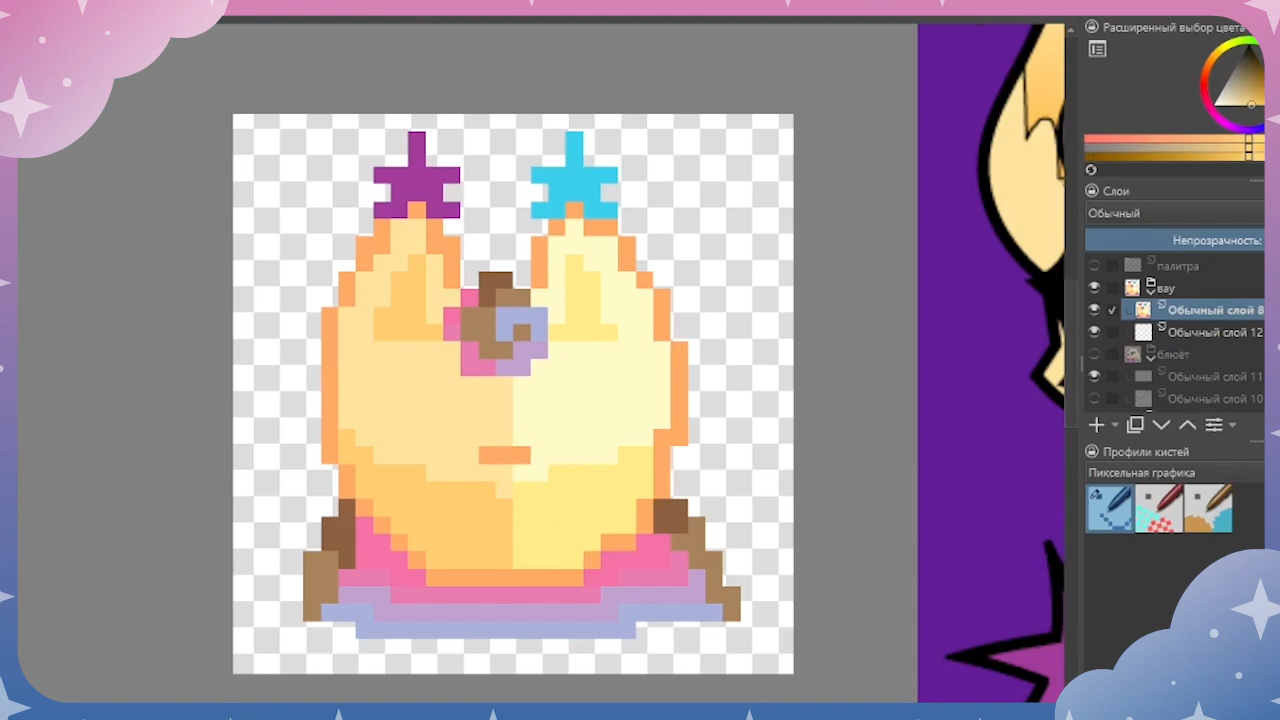 Расширенный выбор цвета
Слои
Обычный
Непрозрачность:
палитра
вау
Обычный слой 8
Обычный слой 12
блюёт
Обычный слой 11
Обычный слой 10
Профили кистей
Пиксельная графика